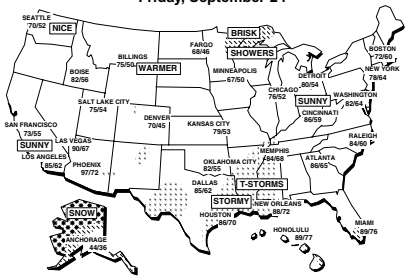 Friday, September 24
SEATTLE
70/52
NICE
BILLINGS
75/50
WARMER
FARGO
68/46
BRISK
SHOWERS
MINNEAPOLIS
67/50
BOSTON
72/60
NEW YORK
78/64
DETROIT
80/54
CHICAGO
76/52
BOISE
82/56
SALT LAKE CITY
75/54
DENVER
70/45
KANSAS CITY
79/53
SUNNY
CINCINNATI
86/59
WASHINGTON
82/64
RALEIGH
84/60
SAN FRANCISCO
73/55
SUNNY
LAS VEGAS
90/67
LOS ANGELES
85/62
PHOENIX
97/72
OKLAHOMA CITY
82/55
MEMPHIS
84/68
ATLANTA
86/65
DALLAS
85/62
T-STORMS
STORMY
NEW ORLEANS
88/72
HOUSTON
86/70
MIAMI
89/76
SNOW
ANCHORAGE
44/36
HONOLULU
89/77